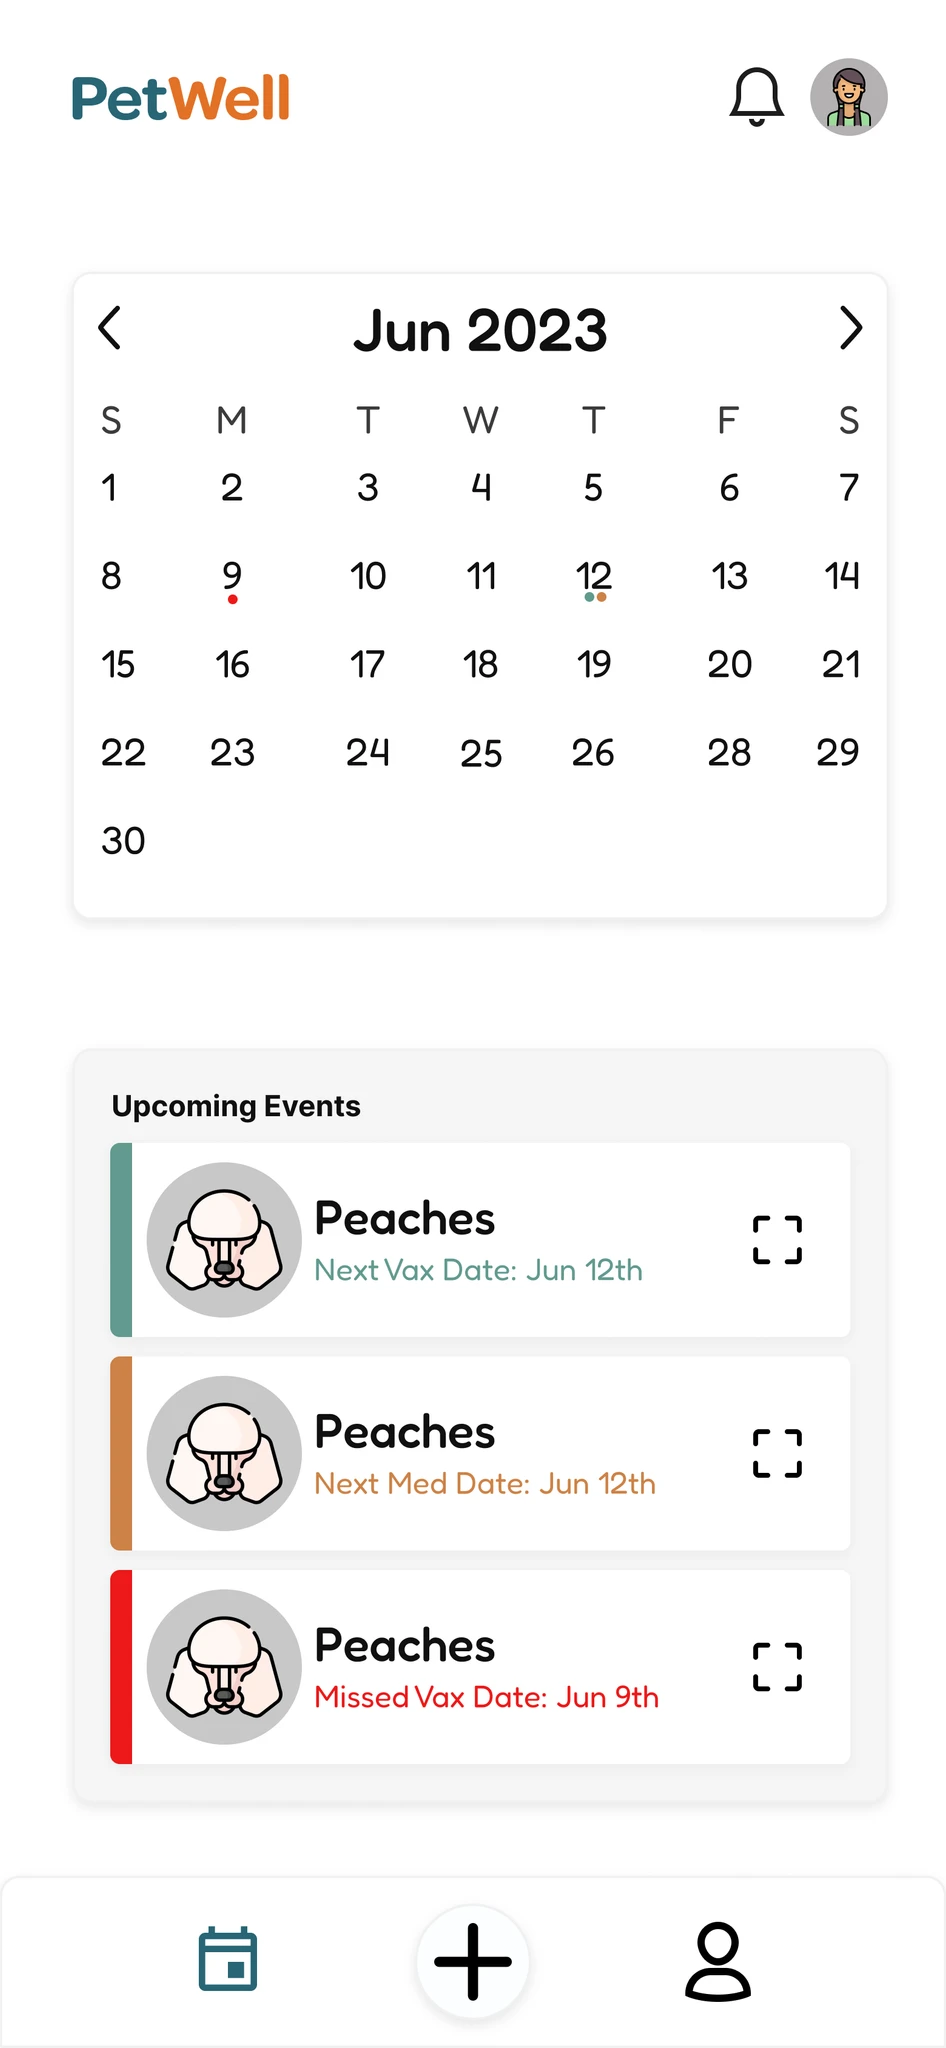 PetWell
Jun 2023
S M T W T F S
1 2 3 4 5 6 7
8 9 10 11 12 13 14
15 16 17 18 19 20 21
22 23 24 25 26 28 29
30
Upcoming Events
Peaches
Next Vax Date: Jun 12th
Peaches
Next Med Date: Jun 12th
Peaches
Missed Vax Date: Jun 9th